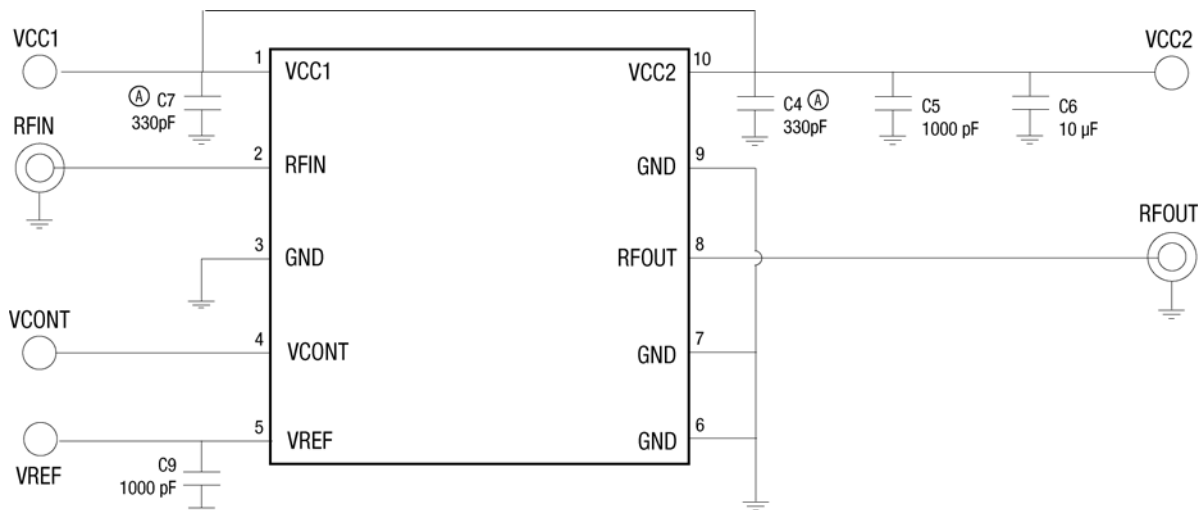 VCC1
1
VCC1
VCC2
10
VCC2
Ⓐ C7
330pF
C4 Ⓐ
330pF
C5
1000 pF
C6
10 µF
RFIN
2
RFIN
GND
9
3
GND
RFOUT
8
RFOUT
VCONT
4
VCONT
GND
7
5
VREF
GND
6
VREF
C9
1000 pF